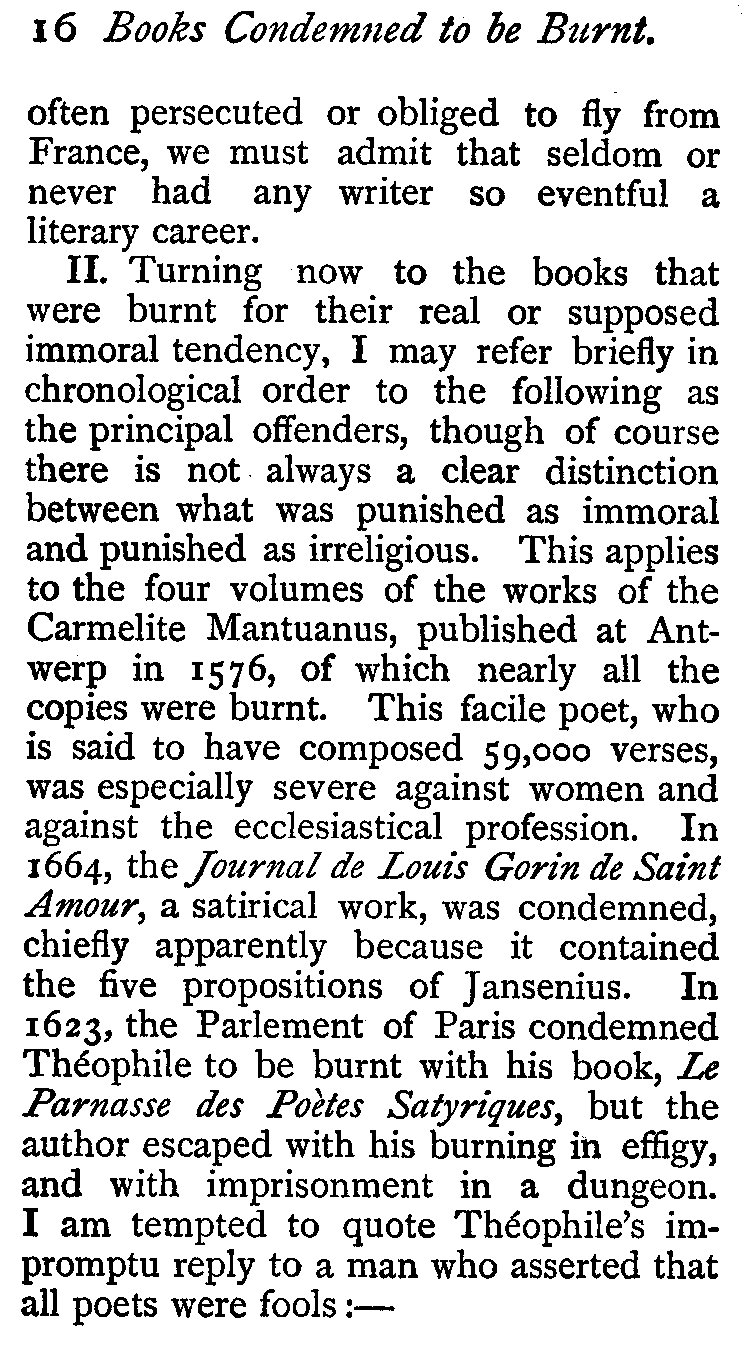 16 Books Condemned to be Burnt.
often persecuted or obliged to fly from
France, we must admit that seldom or
never had any writer so eventful a
literary career.
II. Turning now to the books that
were burnt for their real or supposed
immoral tendency, I may refer briefly in
chronological order to the following as
the principal offenders, though of course
there is not always a clear distinction
between what was punished as immoral
and punished as irreligious. This applies
to the four volumes of the works of the
Carmelite Mantuanus, published at Ant-
werp in 1576, of which nearly all the
copies were burnt. This facile poet, who
is said to have composed 59,000 verses,
was especially severe against women and
against the ecclesiastical profession. In
1664, the Journal de Louis Gorin de Saint
Amour, a satirical work, was condemned,
chiefly apparently because it contained
the five propositions of Jansenius. In
1623, the Parlement of Paris condemned
Théophile to be burnt with his book, Le
Parnasse des Poètes Satyriques, but the
author escaped with his burning in effigy,
and with imprisonment in a dungeon.
I am tempted to quote Théophile's im-
promptu reply to a man who asserted that
all poets were fools:—